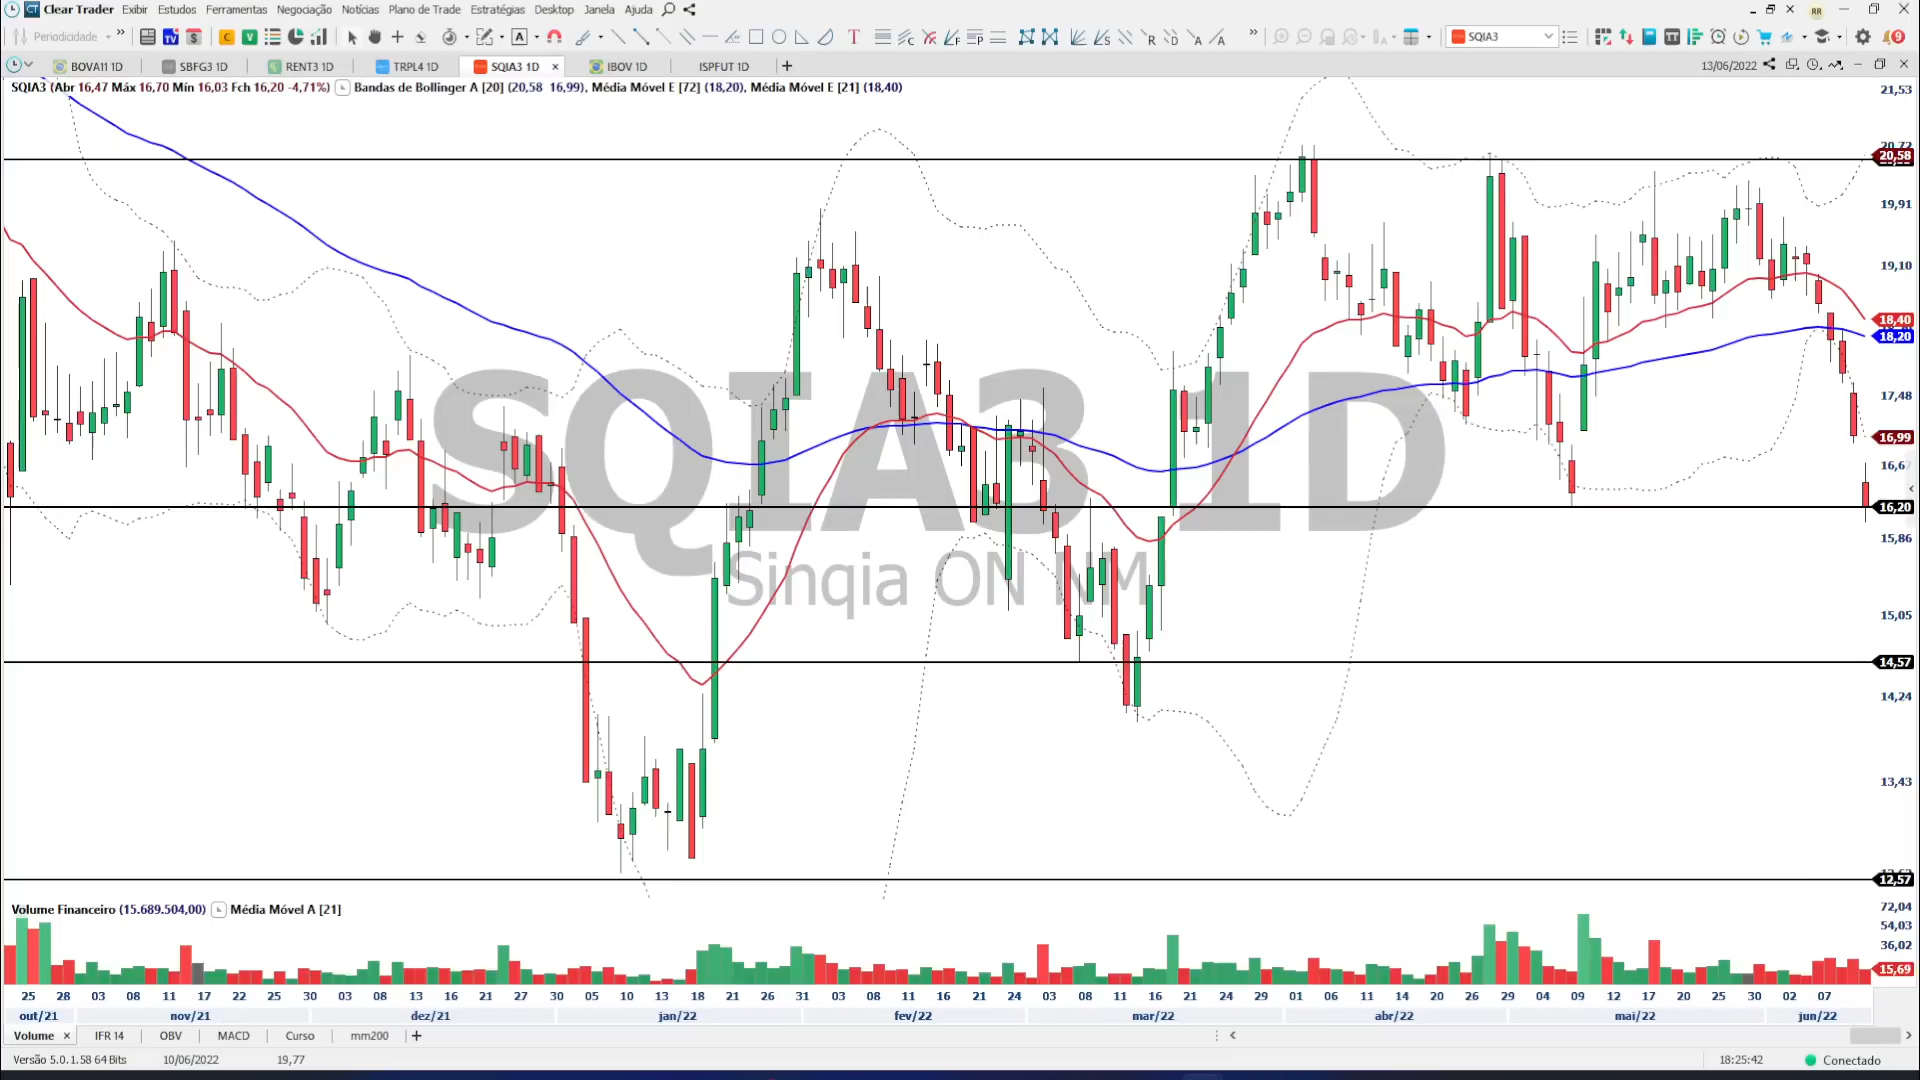 Clear Trader Exibir Estudos Ferramentas Negociação Notícias Plano de Trade Estratégias Desktop Janela Ajuda RR
Periodicidade » TV $ C V A T » SQIA3 9
BOVA11 1D SBFG3 1D RENT3 1D TRPL4 1D SQIA3 1D × IBOV 1D ISPFUT 1D + 13/06/2022
SQIA3 (Abr 16,47 Máx 16,70 Mín 16,03 Fch 16,20 -4,71%) Bandas de Bollinger A [20] (20,58 16,99), Média Móvel E [72] (18,20), Média Móvel E [21] (18,40)
21,53
20,72
20,58
19,91
19,10
18,40
18,20
17,48
16,99
16,67
16,20
15,86
15,05
14,57
14,24
13,43
12,57
SQIA3 1D
Sinqia ON NM
Volume Financeiro (15.689.504,00) Média Móvel A [21]
72,04
54,03
36,02
15,69
25 28 03 08 11 17 22 25 30 03 08 13 16 21 27 30 05 10 13 18 21 26 31 03 08 11 16 21 24 03 08 11 16 21 24 29 01 06 11 14 20 26 29 04 09 12 17 20 25 30 02 07
out/21 nov/21 dez/21 jan/22 fev/22 mar/22 abr/22 mai/22 jun/22
Volume × IFR 14 OBV MACD Curso mm200 +
Versão 5.0.1.58 64 Bits 10/06/2022 19,77 18:25:42 Conectado